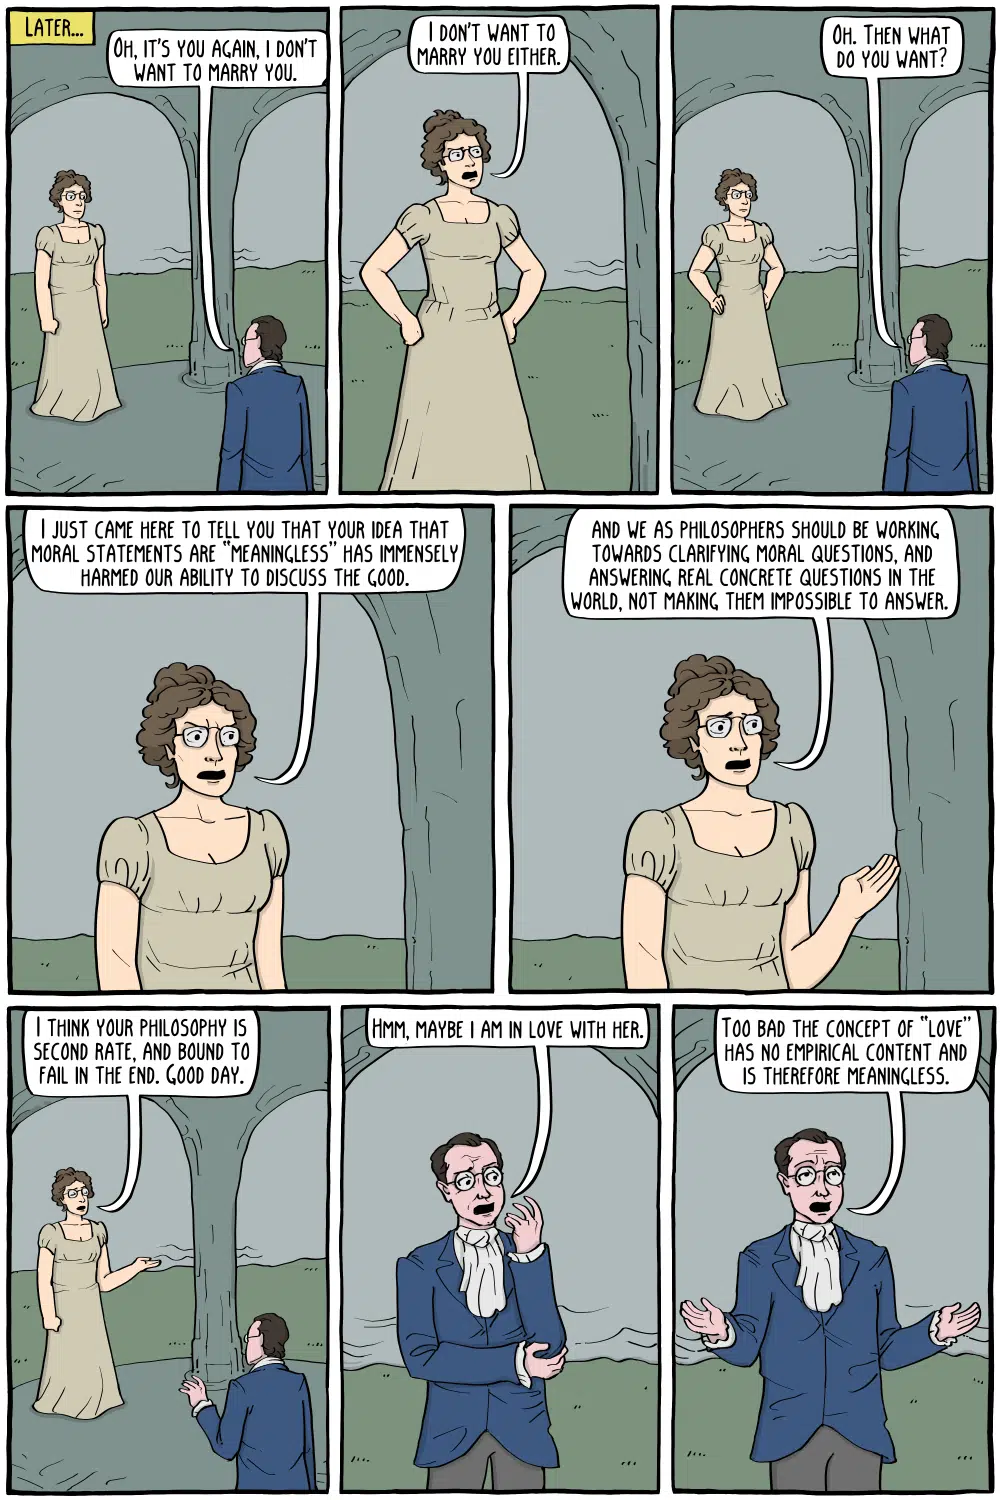 LATER...
OH, IT'S YOU AGAIN, I DON'T
WANT TO MARRY YOU.
I DON'T WANT TO
MARRY YOU EITHER.
OH. THEN WHAT
DO YOU WANT?
I JUST CAME HERE TO TELL YOU THAT YOUR IDEA THAT
MORAL STATEMENTS ARE "MEANINGLESS" HAS IMMENSELY
HARMED OUR ABILITY TO DISCUSS THE GOOD.
AND WE AS PHILOSOPHERS SHOULD BE WORKING
TOWARDS CLARIFYING MORAL QUESTIONS, AND
ANSWERING REAL CONCRETE QUESTIONS IN THE
WORLD, NOT MAKING THEM IMPOSSIBLE TO ANSWER.
I THINK YOUR PHILOSOPHY IS
SECOND RATE, AND BOUND TO
FAIL IN THE END. GOOD DAY.
HMM, MAYBE I AM IN LOVE WITH HER.
TOO BAD THE CONCEPT OF "LOVE"
HAS NO EMPIRICAL CONTENT AND
IS THEREFORE MEANINGLESS.